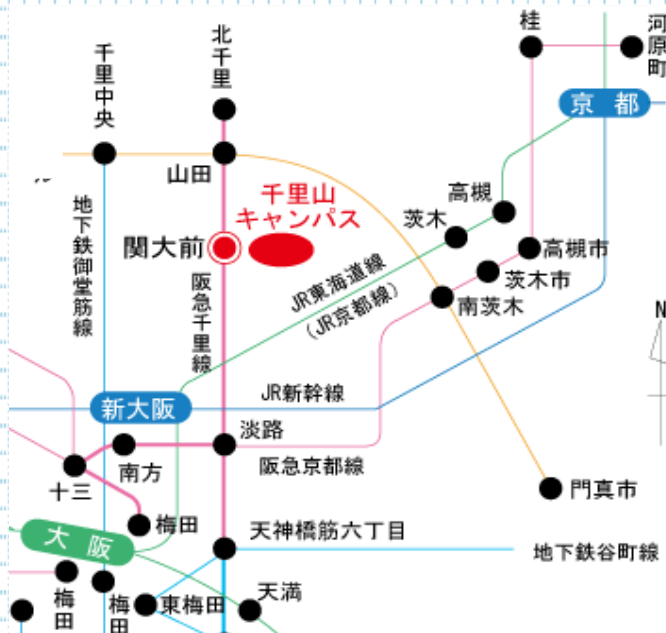 桂
河原町
北千里
千里中央
京都
山田
千里山
キャンパス
高槻
茨木
関大前
高槻市
茨木市
南茨木
地下鉄御堂筋線
阪急千里線
JR東海道線
(JR京都線)
N
新大阪
JR新幹線
淡路
阪急京都線
南方
十三
門真市
梅田
大阪
天神橋筋六丁目
地下鉄谷町線
梅田
梅田
東梅田
天満